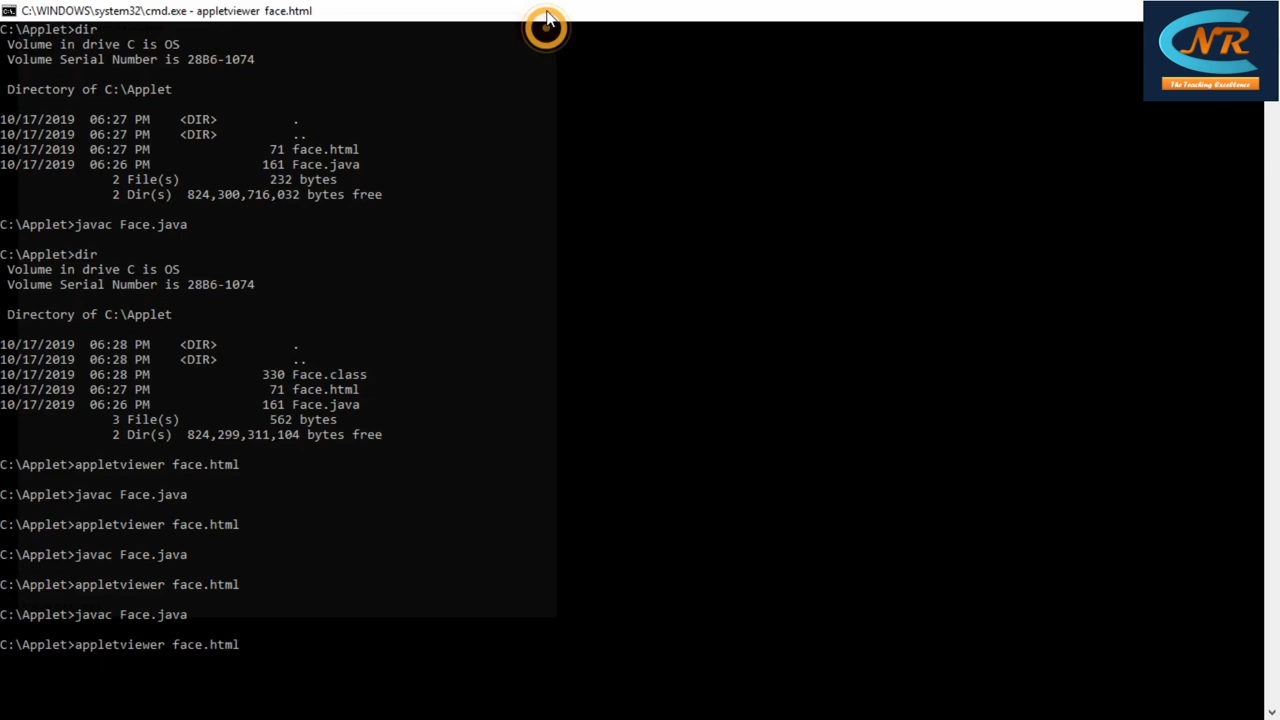 C:\WINDOWS\system32\cmd.exe - appletviewer face.html
C:\Applet>dir
Volume in drive C is OS
Volume Serial Number is 28B6-1074
Directory of C:\Applet
10/17/2019 06:27 PM <DIR> .
10/17/2019 06:27 PM <DIR> ..
10/17/2019 06:27 PM 71 face.html
10/17/2019 06:26 PM 161 Face.java
2 File(s) 232 bytes
2 Dir(s) 824,300,716,032 bytes free
C:\Applet>javac Face.java
C:\Applet>dir
Volume in drive C is OS
Volume Serial Number is 28B6-1074
Directory of C:\Applet
10/17/2019 06:28 PM <DIR> .
10/17/2019 06:28 PM <DIR> ..
10/17/2019 06:28 PM 330 Face.class
10/17/2019 06:27 PM 71 face.html
10/17/2019 06:26 PM 161 Face.java
3 File(s) 562 bytes
2 Dir(s) 824,299,311,104 bytes free
C:\Applet>appletviewer face.html
C:\Applet>javac Face.java
C:\Applet>appletviewer face.html
C:\Applet>javac Face.java
C:\Applet>appletviewer face.html
C:\Applet>javac Face.java
C:\Applet>appletviewer face.html
CNR
The Teaching Excellence